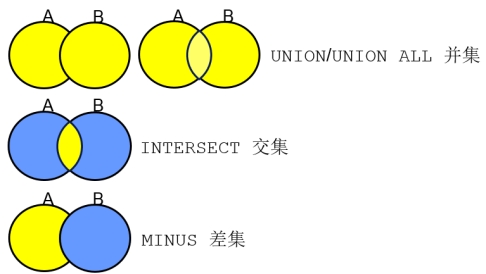 A B A B
UNION/UNION ALL 并集
A B
INTERSECT 交集
A B
MINUS 差集